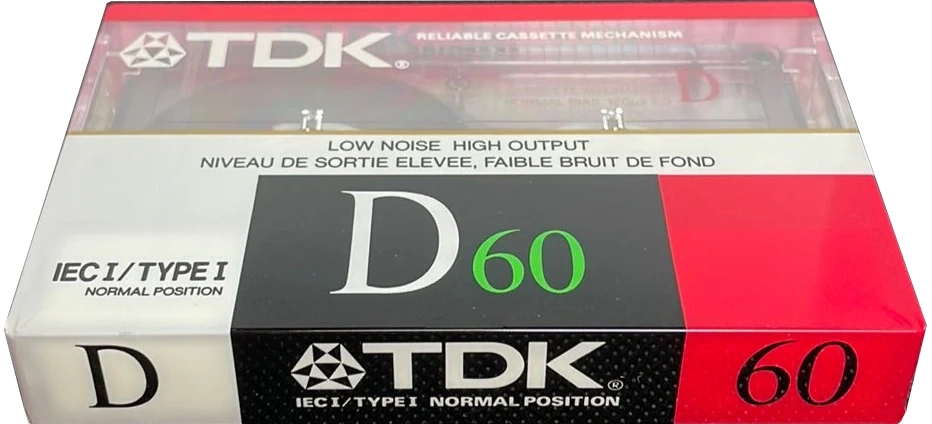 TDK®
RELIABLE CASSETTE MECHANISM
D
LOW NOISE HIGH OUTPUT
NIVEAU DE SORTIE ELEVEE, FAIBLE BRUIT DE FOND
D60
IEC I/TYPE I
NORMAL POSITION
D
TDK®
IEC I/TYPE I NORMAL POSITION
60